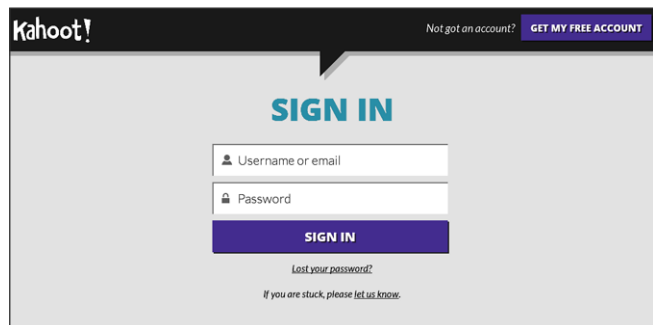 Kahoot!
Not got an account? GET MY FREE ACCOUNT
SIGN IN
Username or email
Password
SIGN IN
Lost your password?
If you are stuck, please let us know.